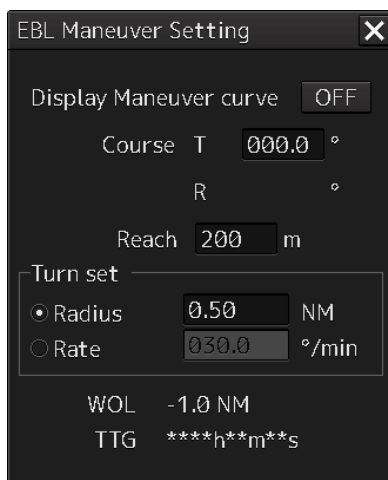 EBL Maneuver Setting
Display Maneuver curve OFF
Course T 000.0 °
R °
Reach 200 m
Turn set
Radius 0.50 NM
Rate 030.0 °/min
WOL -1.0 NM
TTG ****h**m**s